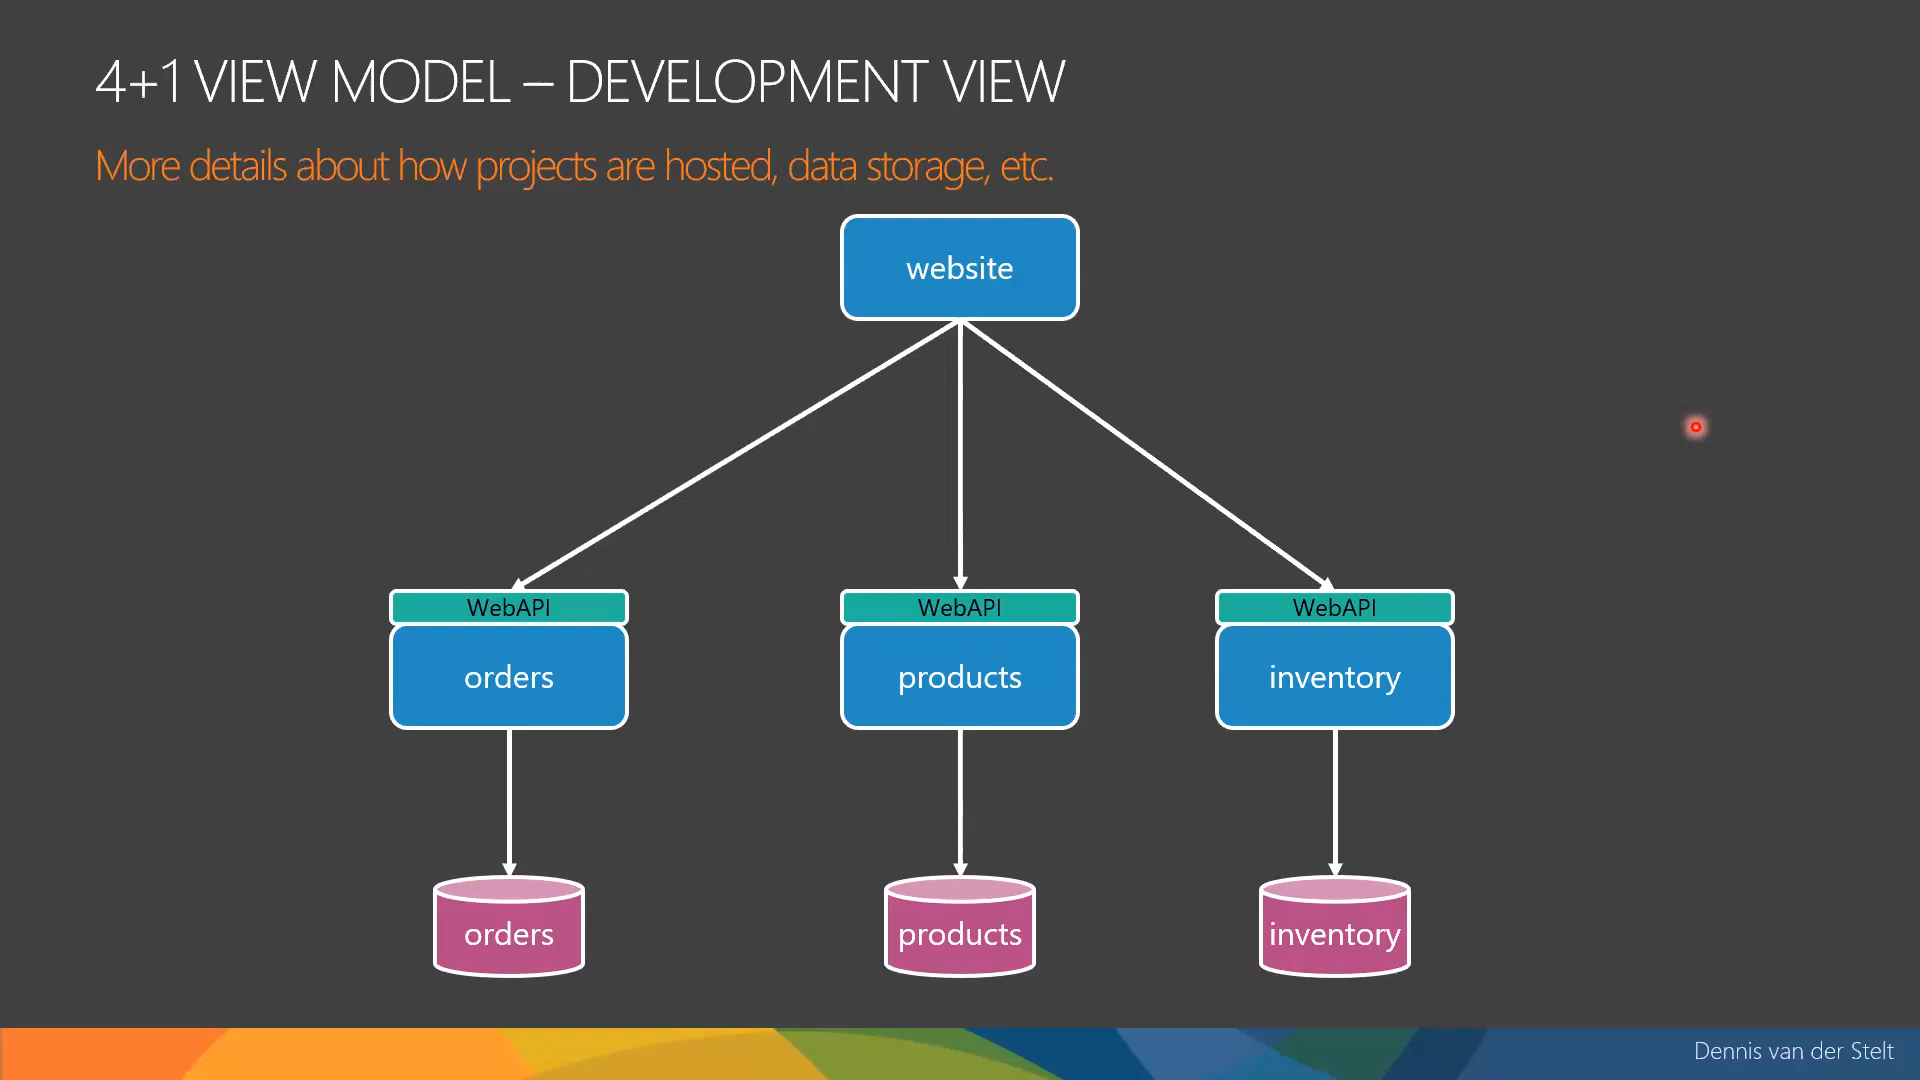 4+1 VIEW MODEL – DEVELOPMENT VIEW
More details about how projects are hosted, data storage, etc.
website
WebAPI
WebAPI
WebAPI
orders
products
inventory
orders
products
inventory
Dennis van der Stelt